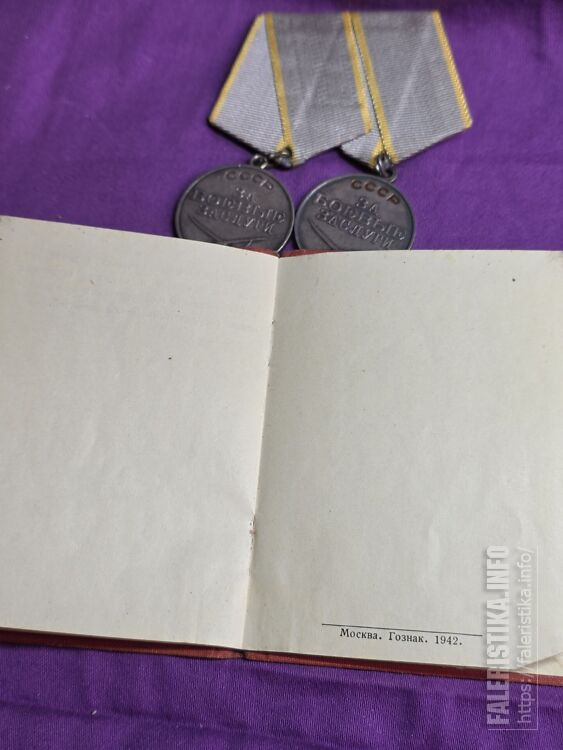 СССР
ЗА
БОЕВЫЕ
ЗАСЛУГИ
СССР
ЗА
БОЕВЫЕ
ЗАСЛУГИ
Москва. Гознак. 1942.
FALERISTIKA.INFO
https://faleristika.info/